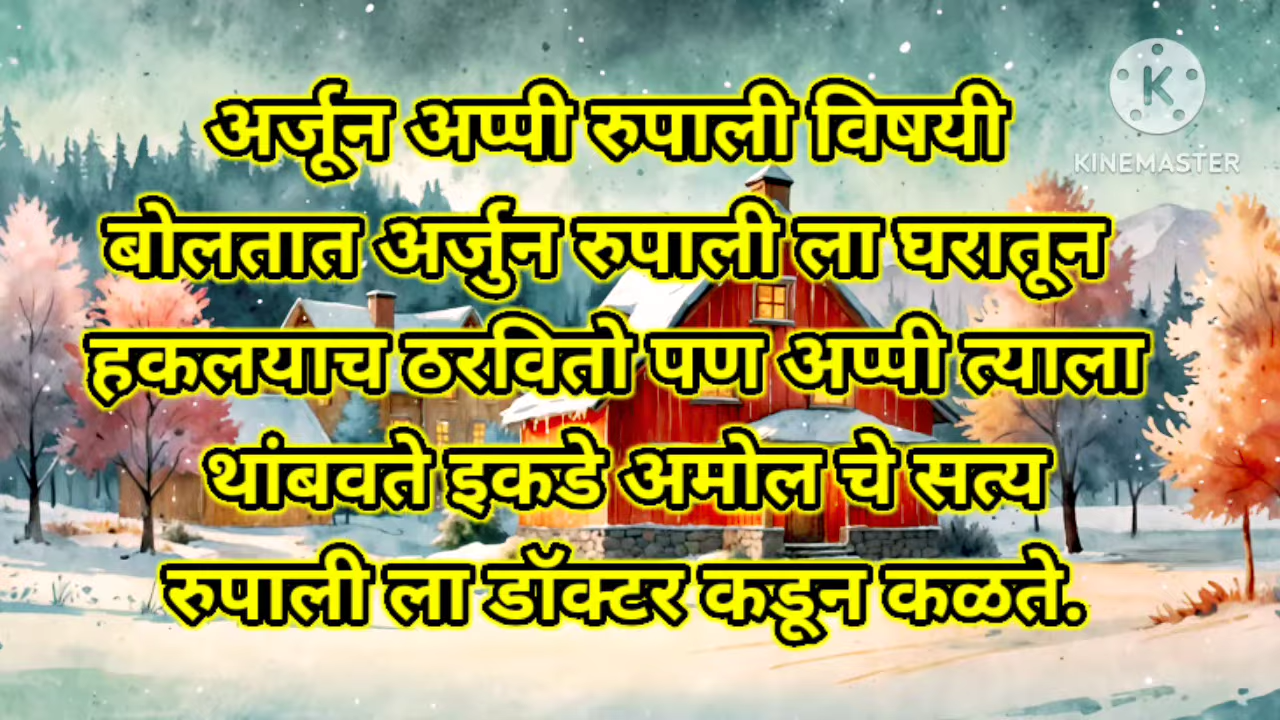 अर्जून अप्पी रुपाली विषयी
बोलतात अर्जुन रुपाली ला घरातून
हकलयाच ठरवितो पण अप्पी त्याला
थांबवते इकडे अमोल चे सत्य
रुपाली ला डॉक्टर कडून कळते.
K
KINEMASTER